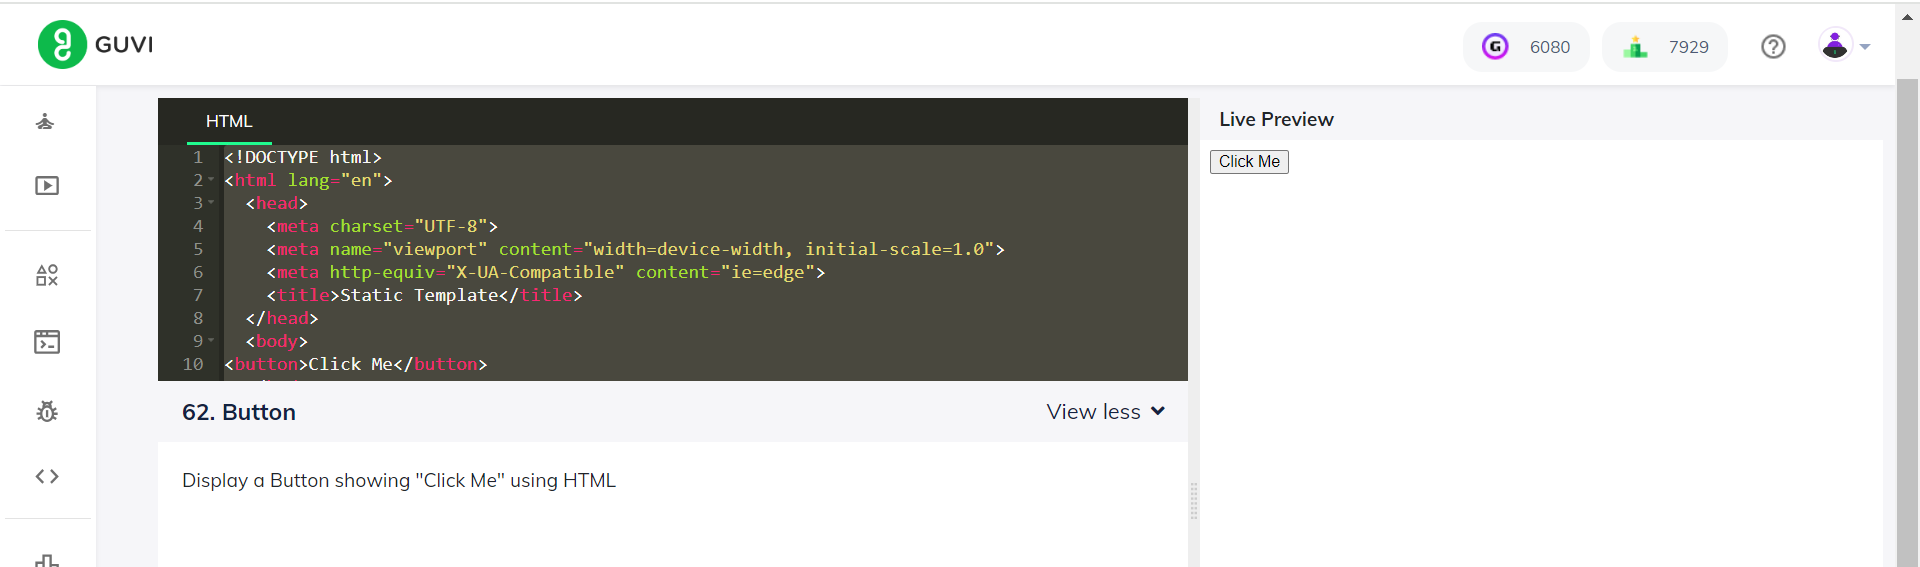 GUVI
6080
7929
HTML
Live Preview
1 <!DOCTYPE html>
2 <html lang="en">
3 <head>
4 <meta charset="UTF-8">
5 <meta name="viewport" content="width=device-width, initial-scale=1.0">
6 <meta http-equiv="X-UA-Compatible" content="ie=edge">
7 <title>Static Template</title>
8 </head>
9 <body>
10 <button>Click Me</button>
Click Me
62. Button
View less
Display a Button showing "Click Me" using HTML